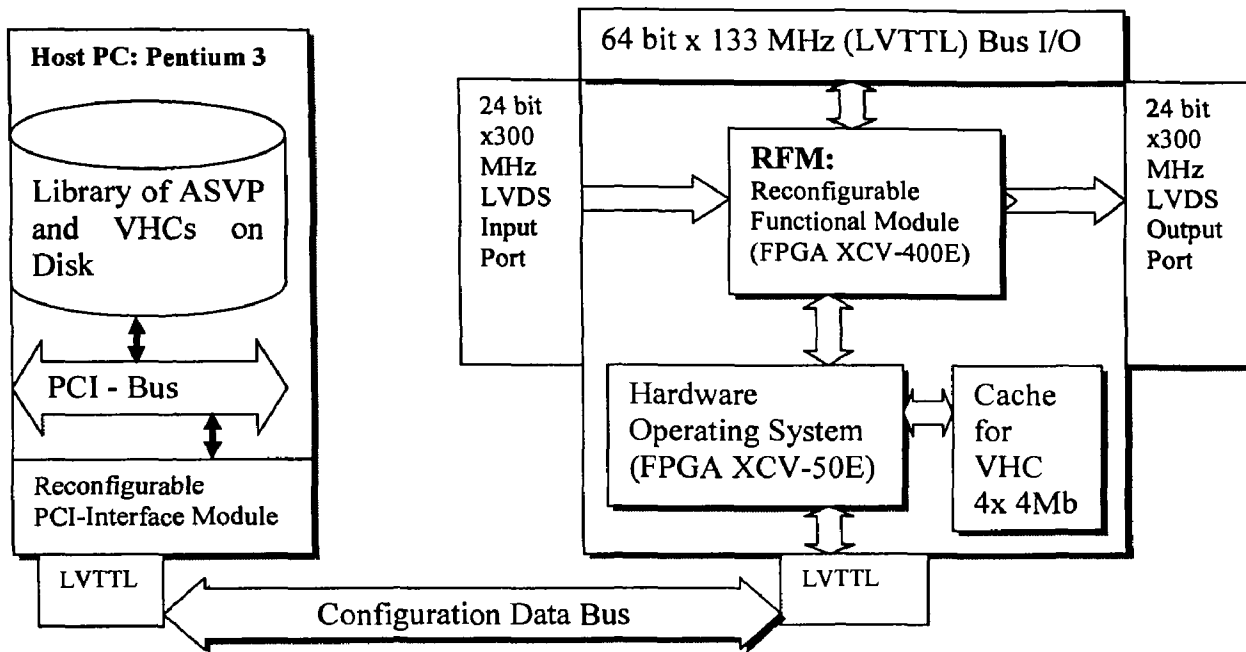 Host PC: Pentium 3
Library of ASVP
and VHCs on
Disk
PCI - Bus
Reconfigurable
PCI-Interface Module
LVTTL
Configuration Data Bus
64 bit x 133 MHz (LVTTL) Bus I/O
24 bit
x300
MHz
LVDS
Input
Port
RFM:
Reconfigurable
Functional Module
(FPGA XCV-400E)
24 bit
x300
MHz
LVDS
Output
Port
Hardware
Operating System
(FPGA XCV-50E)
Cache
for
VHC
4x 4Mb
LVTTL